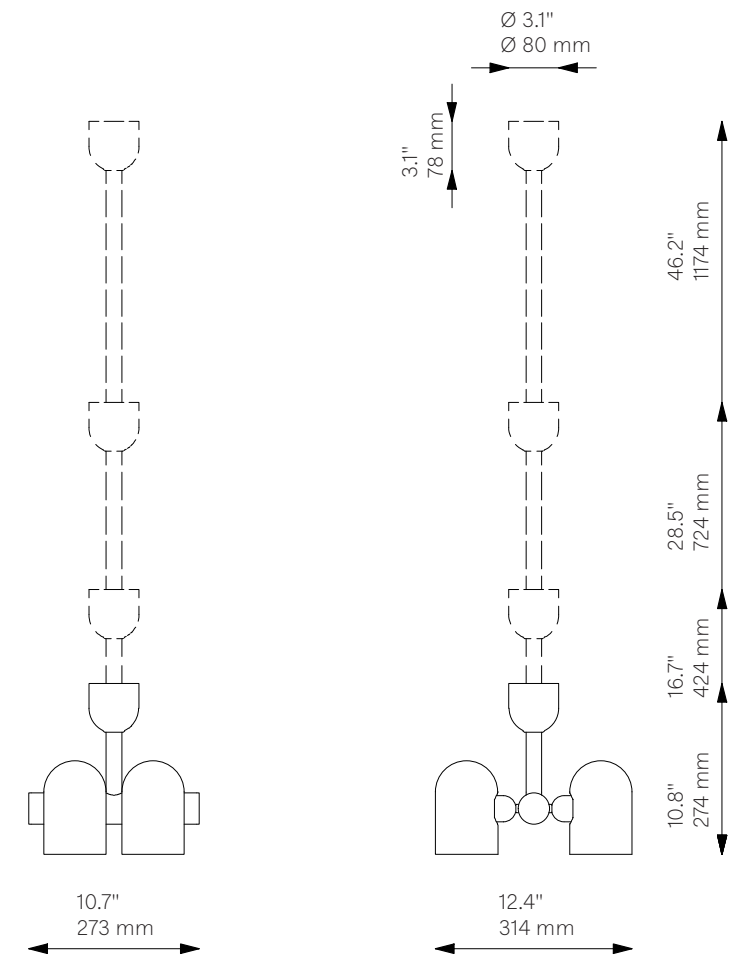 Ø 3.1"
Ø 80 mm
3.1"
78 mm
46.2"
1174 mm
28.5"
724 mm
16.7"
424 mm
10.8"
274 mm
10.7"
273 mm
12.4"
314 mm